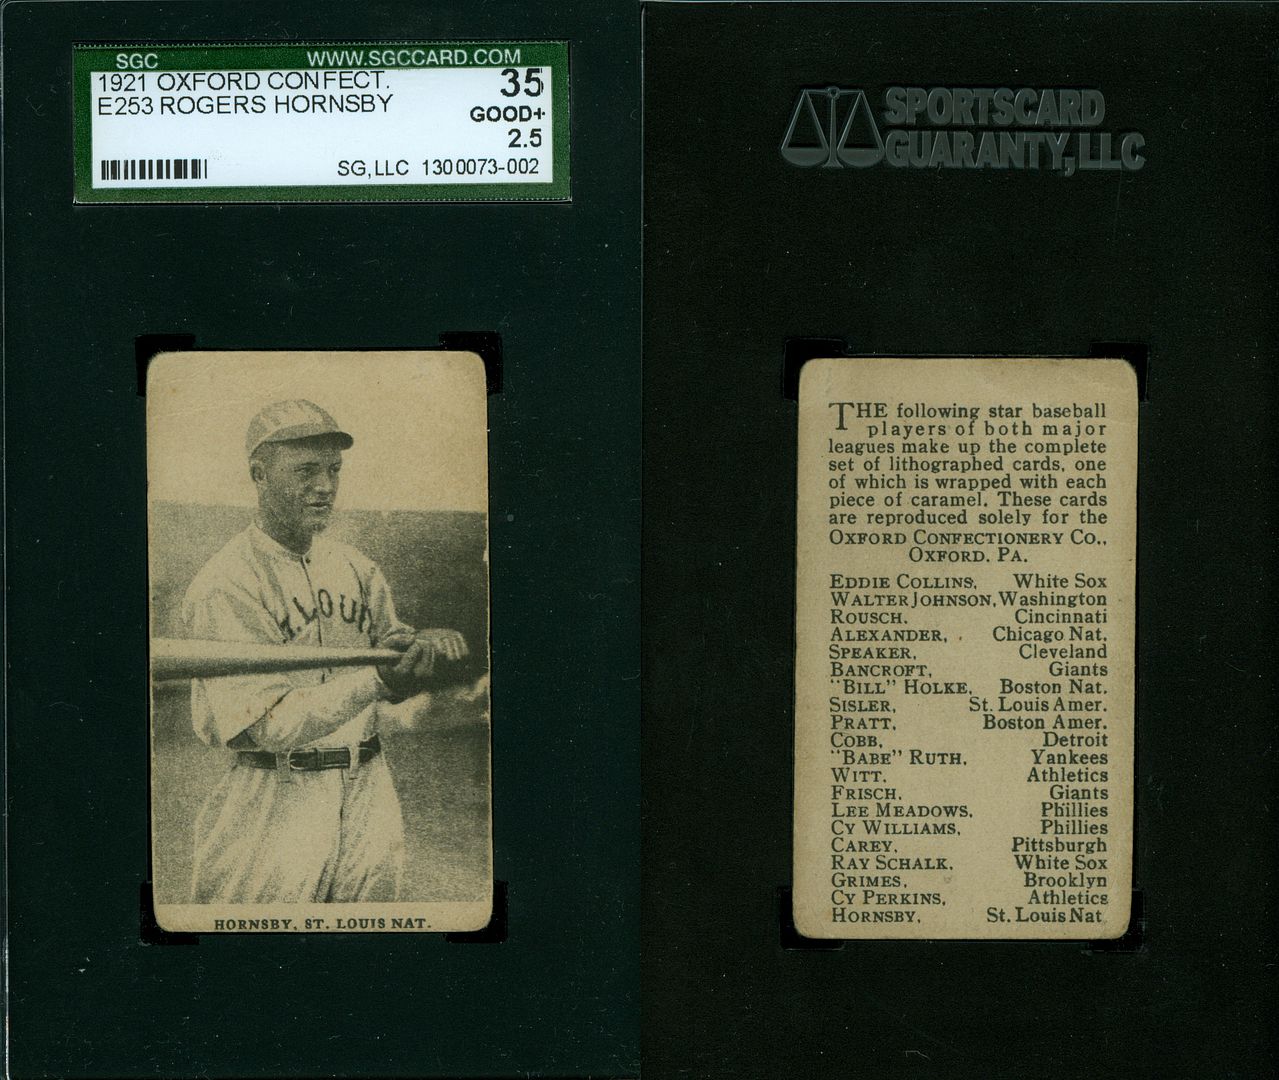 SGC WWW.SGCCARD.COM
1921 OXFORD CONFECT. 35
E253 ROGERS HORNSBY GOOD+
2.5
SG, LLC 1300073-002
ST. LOUIS
HORNSBY, ST. LOUIS NAT.
SPORTSCARD
GUARANTY, LLC
THE following star baseball
players of both major
leagues make up the complete
set of lithographed cards, one
of which is wrapped with each
piece of caramel. These cards
are reproduced solely for the
OXFORD CONFECTIONERY CO.,
OXFORD, PA.
EDDIE COLLINS, White Sox
WALTER JOHNSON, Washington
ROUSCH, Cincinnati
ALEXANDER, Chicago Nat.
SPEAKER, Cleveland
BANCROFT, Giants
"BILL" HOLKE, Boston Nat.
SISLER, St. Louis Amer.
PRATT, Boston Amer.
COBB, Detroit
"BABE" RUTH, Yankees
WITT, Athletics
FRISCH, Giants
LEE MEADOWS, Phillies
CY WILLIAMS, Phillies
CAREY, Pittsburgh
RAY SCHALK, White Sox
GRIMES, Brooklyn
CY PERKINS, Athletics
HORNSBY, St. Louis Nat